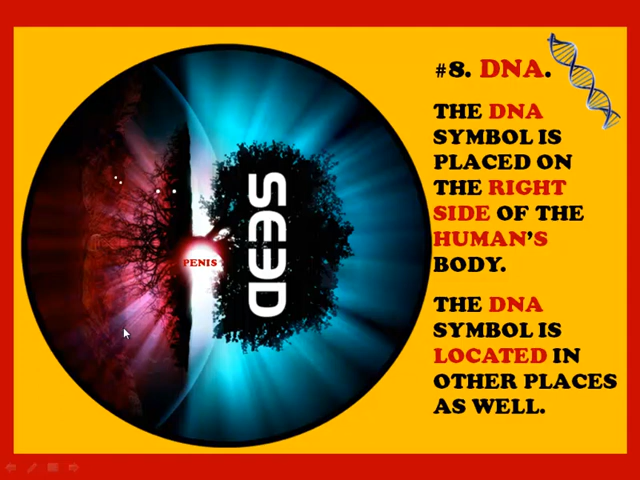 SEED
PENIS
#8. DNA.
THE DNA
SYMBOL IS
PLACED ON
THE RIGHT
SIDE OF THE
HUMAN'S
BODY.
THE DNA
SYMBOL IS
LOCATED IN
OTHER PLACES
AS WELL.